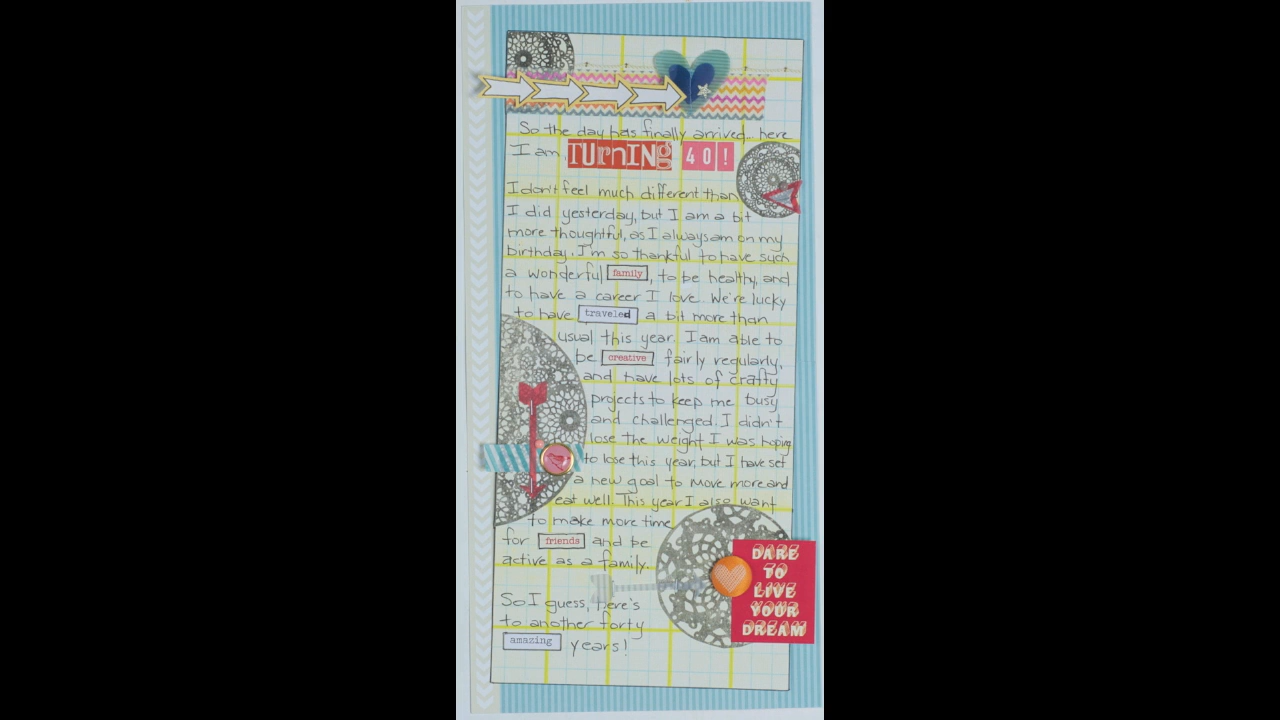 So the day has finally arrived... here
I am, TURNING 40!
I don't feel much different than
I did yesterday, but I am a bit
more thoughtful, as I always am on my
birthday. I'm so thankful to have such
a wonderful family, to be healthy, and
to have a career I love. We're lucky
to have traveled a bit more than
usual this year. I am able to
be creative fairly regularly,
and have lots of crafty
projects to keep me busy
and challenged. I didn't
lose the weight I was hoping
to lose this year, but I have set
a new goal to move more and
eat well. This year I also want
to make more time
for friends and be
active as a family.
DARE
TO
LIVE
YOUR
DREAM
So I guess, here's
to another forty
amazing years!